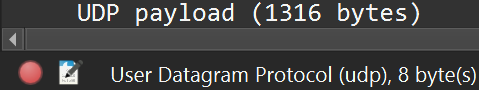 UDP payload (1316 bytes)
User Datagram Protocol (udp), 8 byte(s)